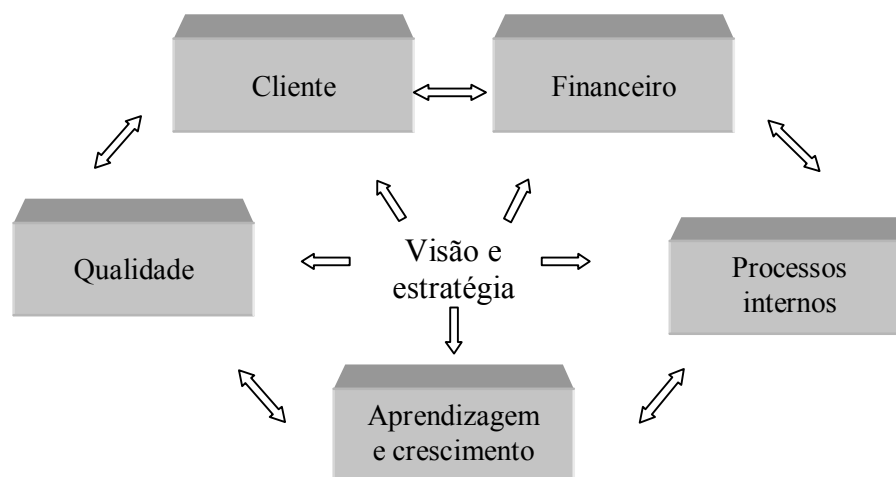 Cliente
Financeiro
Qualidade
Visão e
estratégia
Processos
internos
Aprendizagem
e crescimento